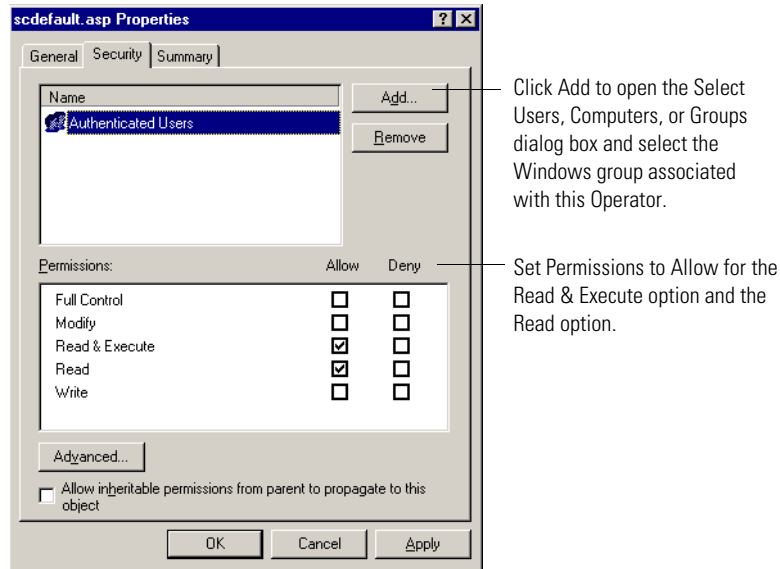 scdefault.asp Properties
General Security Summary
Name
Add...
Authenticated Users
Remove
Click Add to open the Select
Users, Computers, or Groups
dialog box and select the
Windows group associated
with this Operator.
Permissions: Allow Deny
Set Permissions to Allow for the
Read & Execute option and the
Read option.
Full Control
Modify
Read & Execute
Read
Write
Advanced...
Allow inheritable permissions from parent to propagate to this
object
OK Cancel Apply